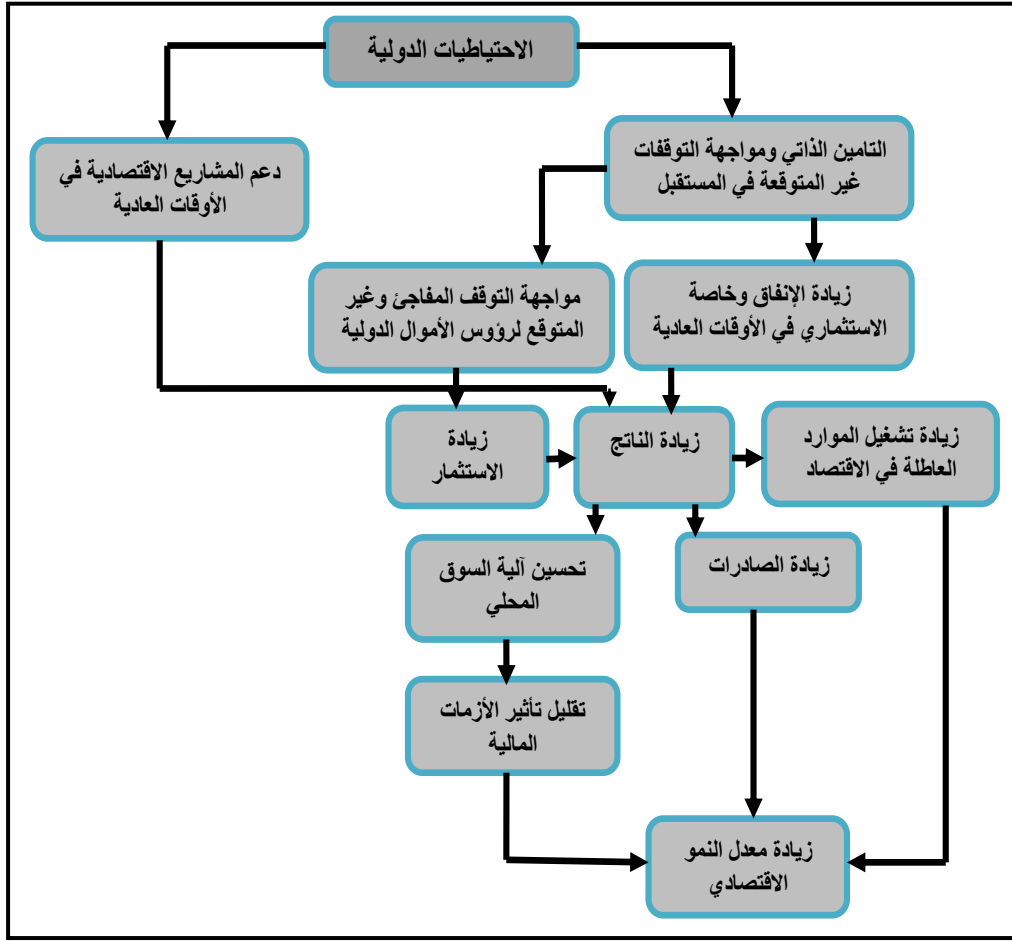 الاحتياطيات الدولية
التامين الذاتي ومواجهة التوقفات
غير المتوقعة في المستقبل
دعم المشاريع الاقتصادية في
الأوقات العادية
زيادة الإنفاق وخاصة
الاستثماري في الأوقات العادية
مواجهة التوقف المفاجئ وغير
المتوقع لرؤوس الأموال الدولية
زيادة تشغيل الموارد
العاطلة في الاقتصاد
زيادة الناتج
زيادة
الاستثمار
زيادة الصادرات
تحسين آلية السوق
المحلي
تقليل تأثير الأزمات
المالية
زيادة معدل النمو
الاقتصادي